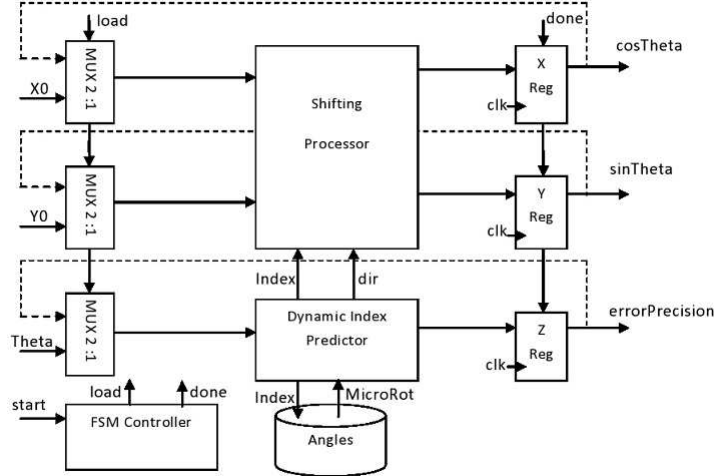 load
done
cosTheta
MUX 2 :1
X0
Shifting
Processor
X
Reg
clk
sinTheta
MUX 2 :1
Y0
Y
Reg
clk
Index
dir
errorPrecision
MUX 2 :1
Theta
Dynamic Index
Predictor
Z
Reg
clk
load
done
Index
MicroRot
start
FSM Controller
Angles